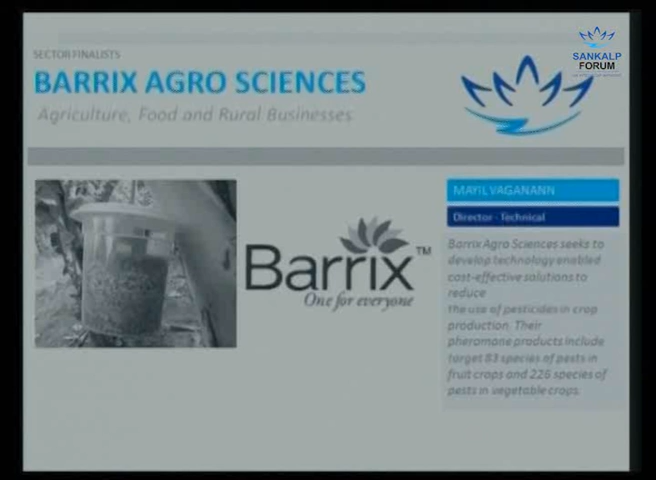 SECTOR FINALISTS
BARRIX AGRO SCIENCES
Agriculture, Food and Rural Businesses
SANKALP
FORUM
MAYIL VAGANANN
Director - Technical
Barrix™
One for everyone
Barrix Agro Sciences seeks to
develop technology enabled
cost-effective solutions to
reduce
the use of pesticides in crop
production. Their
pheromone products include
target 83 species of pests in
fruit crops and 226 species of
pests in vegetable crops.